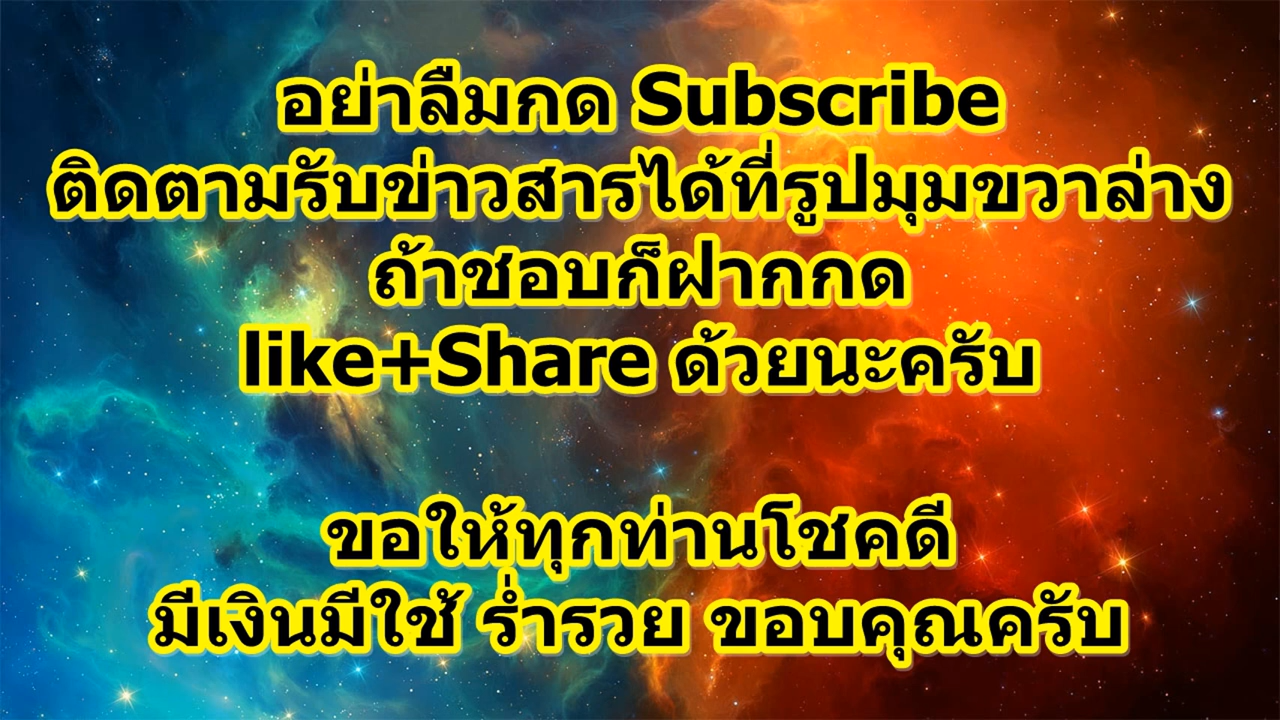 อย่าลืมกด Subscribe
ติดตามรับข่าวสารได้ที่รูปมุมขวาล่าง
ถ้าชอบก็ฝากกด
like+Share ด้วยนะครับ
ขอให้ทุกท่านโชคดี
มีเงินมีใช้ ร่ำรวย ขอบคุณครับ